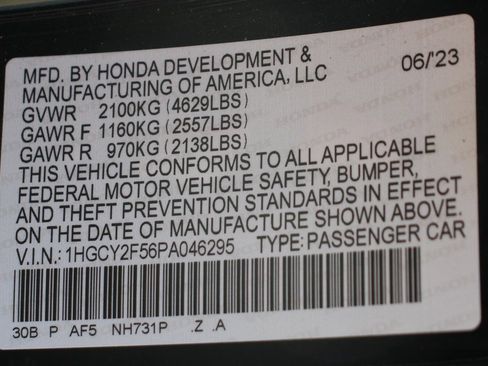 MFD. BY HONDA DEVELOPMENT & 06/'23
MANUFACTURING OF AMERICA, LLC
GVWR 2100KG (4629LBS)
GAWR F 1160KG (2557LBS)
GAWR R 970KG (2138LBS)
THIS VEHICLE CONFORMS TO ALL APPLICABLE
FEDERAL MOTOR VEHICLE SAFETY, BUMPER,
AND THEFT PREVENTION STANDARDS IN EFFECT
ON THE DATE OF MANUFACTURE SHOWN ABOVE.
V.I.N.: 1HGCY2F56PA046295 TYPE: PASSENGER CAR
30B P AF5 NH731P .Z .A